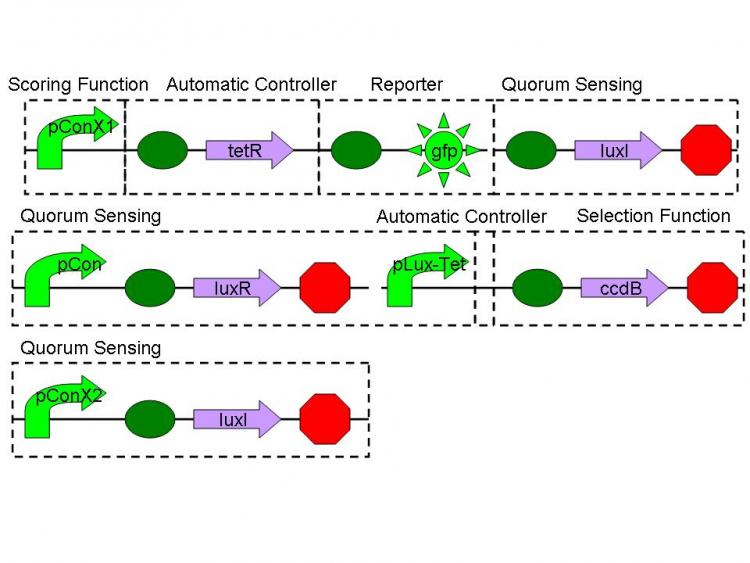 Scoring Function Automatic Controller Reporter Quorum Sensing
pConX1 tetR gfp luxI
Quorum Sensing Automatic Controller Selection Function
pCon luxR pLux-Tet ccdB
Quorum Sensing
pConX2 luxI